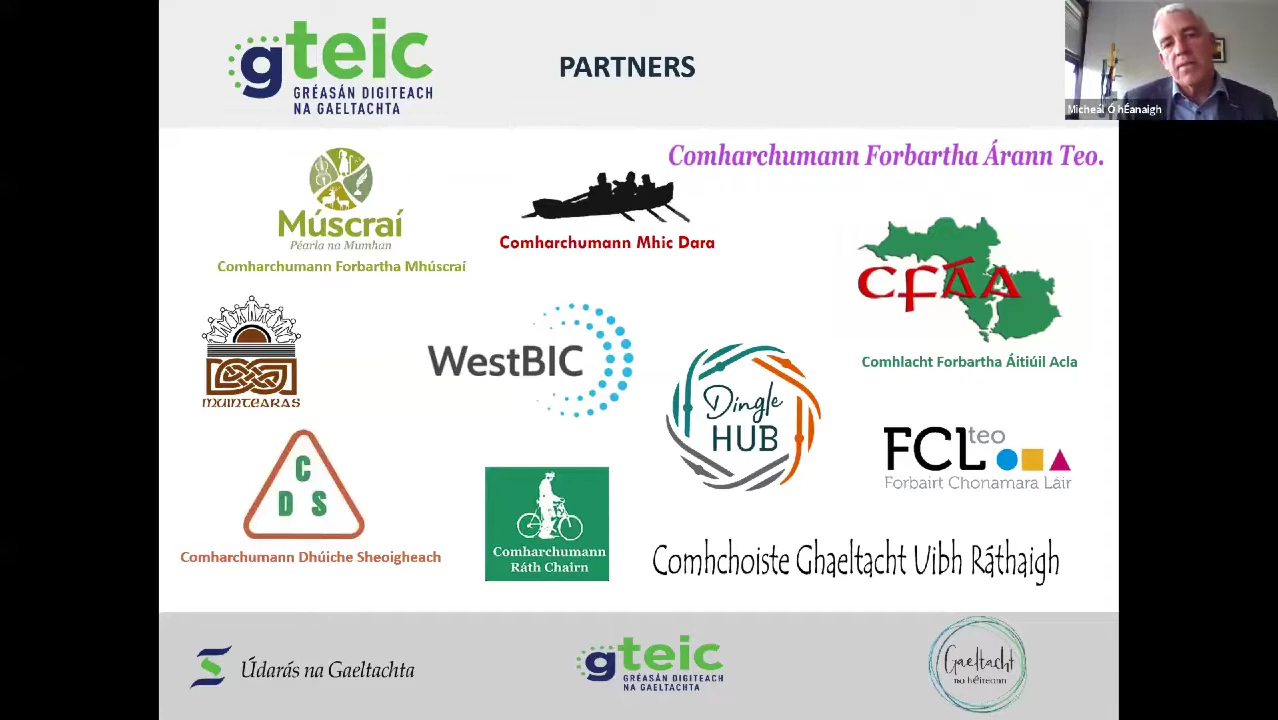 gteic
GRÉASÁN DIGITEACH
NA GAELTACHTA
PARTNERS
Micheál Ó hÉanaigh
Comharchumann Forbartha Árann Teo.
Múscraí
Péarla na Mumhan
Comharchumann Forbartha Mhúscraí
Comharchumann Mhic Dara
CFÁA
Comhlacht Forbartha Áitiúil Acla
MUINTEARAS
WestBIC
Dingle
HUB
FCL teo
Forbairt Chonamara Láir
C
D S
Comharchumann Dhúiche Sheoigheach
Comharchumann
Ráth Chairn
Comhchoiste Ghaeltacht Uibh Ráthaigh
Údarás na Gaeltachta
gteic
GRÉASÁN DIGITEACH
NA GAELTACHTA
Gaeltacht
na hÉireann